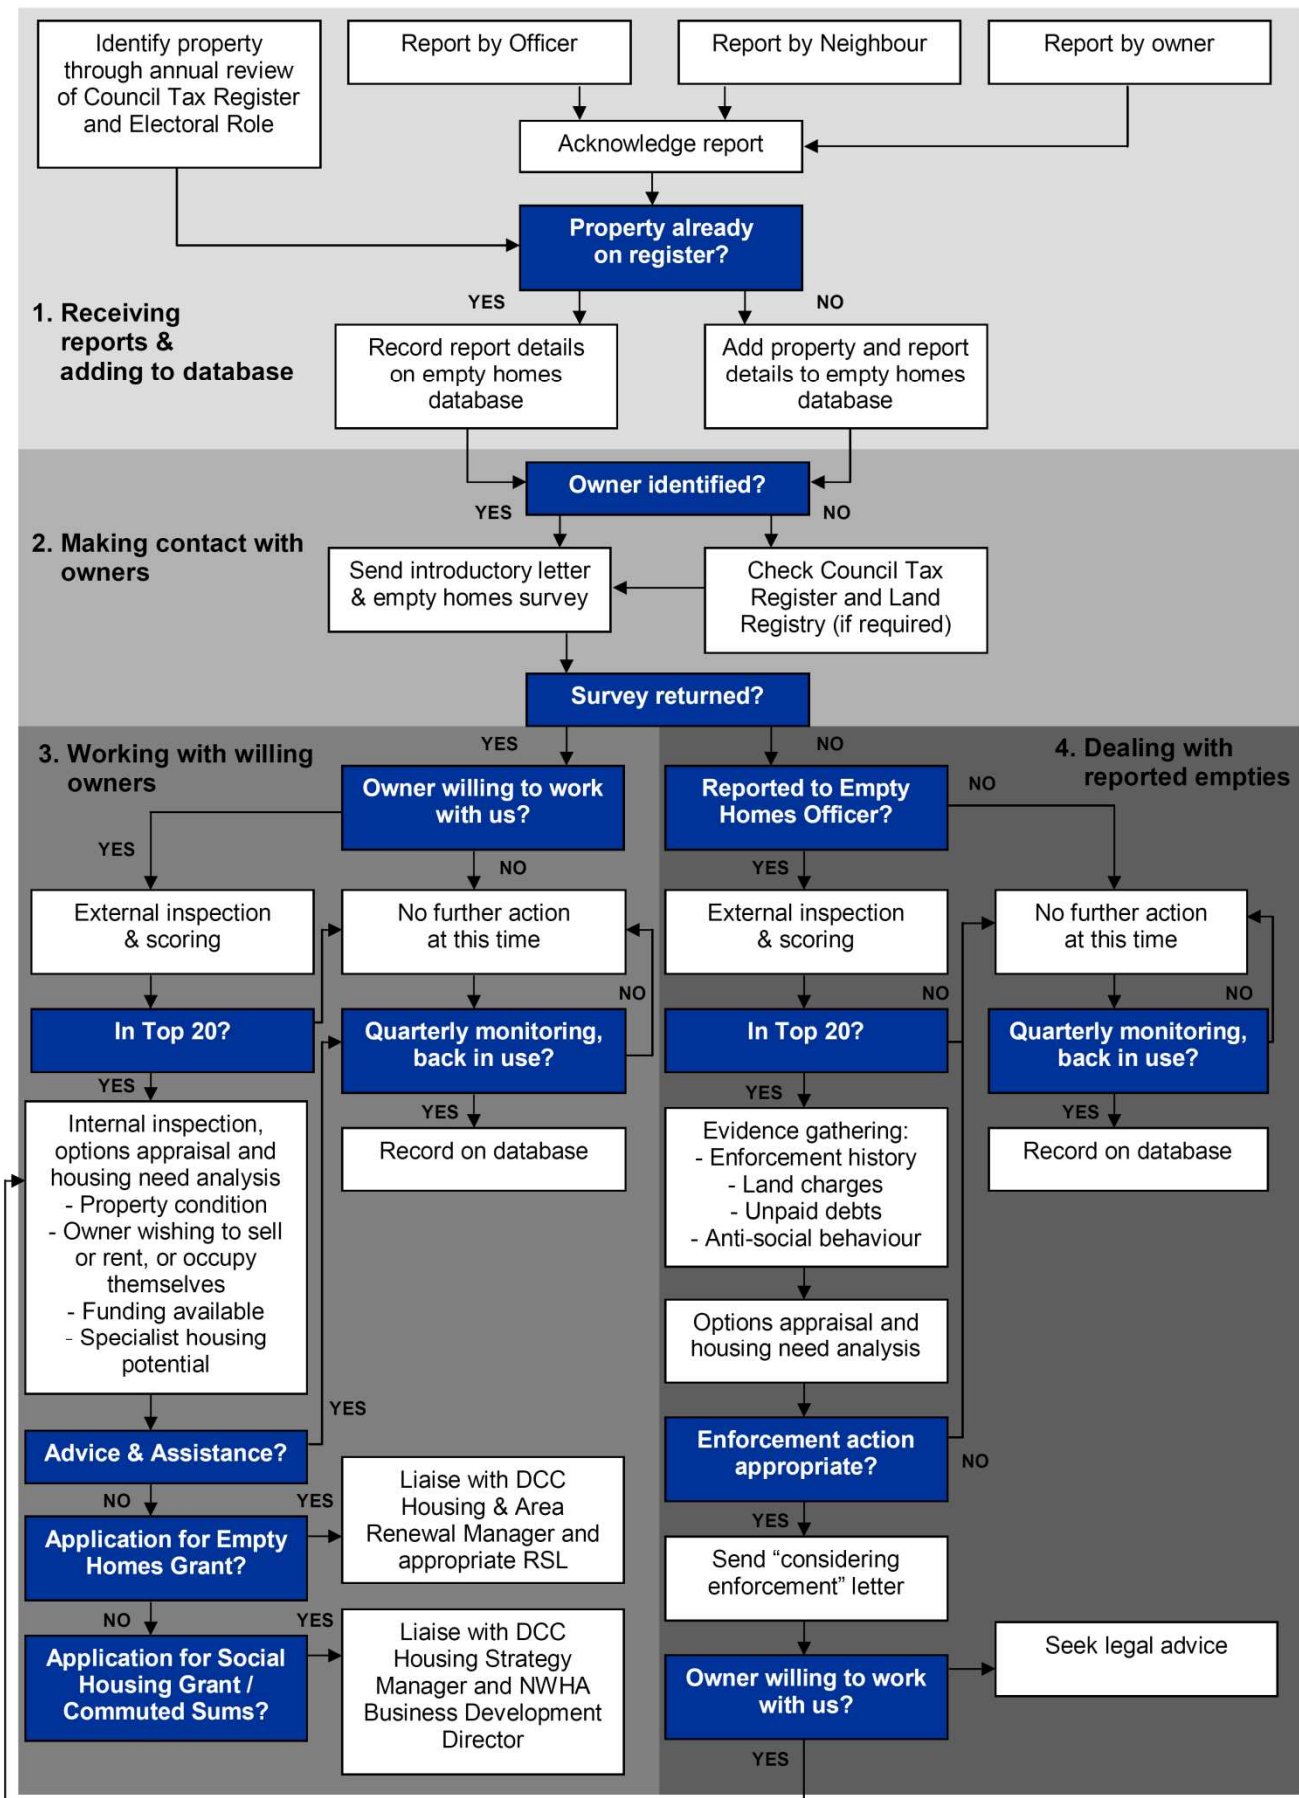 Identify property
through annual review
of Council Tax Register
and Electoral Role
Report by Officer
Report by Neighbour
Report by owner
Acknowledge report
Property already
on register?
YES
NO
1. Receiving
reports &
adding to database
Record report details
on empty homes
database
Add property and report
details to empty homes
database
Owner identified?
YES
NO
2. Making contact with
owners
Send introductory letter
& empty homes survey
Check Council Tax
Register and Land
Registry (if required)
Survey returned?
YES
NO
3. Working with willing
owners
4. Dealing with
reported empties
Owner willing to work
with us?
YES
NO
External inspection
& scoring
No further action
at this time
In Top 20?
NO
Quarterly monitoring,
back in use?
YES
YES
Internal inspection,
options appraisal and
housing need analysis
- Property condition
- Owner wishing to sell
or rent, or occupy
themselves
- Funding available
- Specialist housing
potential
Record on database
YES
Advice & Assistance?
NO
YES
Liaise with DCC
Housing & Area
Renewal Manager and
appropriate RSL
Application for Empty
Homes Grant?
NO
YES
Liaise with DCC
Housing Strategy
Manager and NWHA
Business Development
Director
Application for Social
Housing Grant /
Commuted Sums?
Reported to Empty
Homes Officer?
NO
YES
External inspection
& scoring
No further action
at this time
NO
NO
In Top 20?
Quarterly monitoring,
back in use?
YES
YES
Evidence gathering:
- Enforcement history
- Land charges
- Unpaid debts
- Anti-social behaviour
Record on database
Options appraisal and
housing need analysis
Enforcement action
appropriate?
NO
YES
Send “considering
enforcement” letter
Owner willing to work
with us?
Seek legal advice
YES